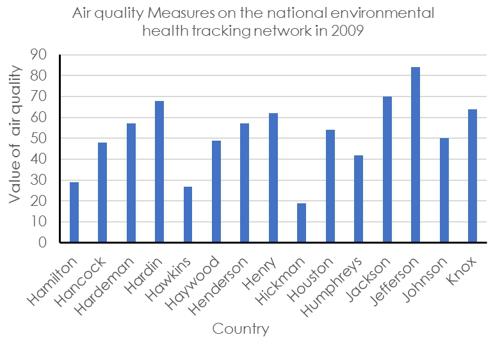 Air quality Measures on the national environmental
health tracking network in 2009
Value of air quality
90
80
70
60
50
40
30
20
10
0
Hamilton
Hancock
Hardeman
Hardin
Hawkins
Haywood
Henderson
Henry
Hickman
Houston
Humphreys
Jackson
Jefferson
Johnson
Knox
Country